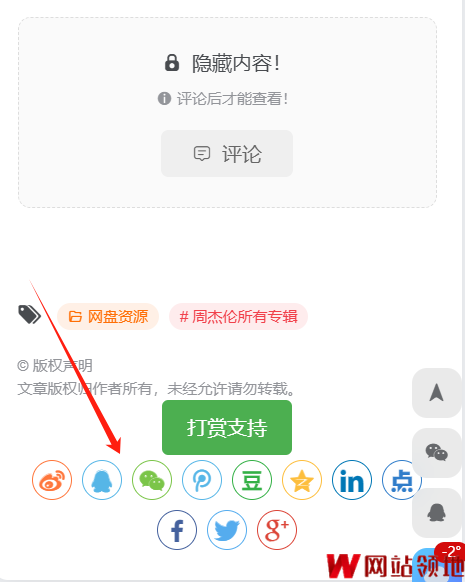 隐藏内容！
评论后才能查看！
评论
网盘资源
# 周杰伦所有专辑
© 版权声明
文章版权归作者所有，未经允许请勿转载。
打赏支持
豆
in
点
f
g+
-2°
W网站领地